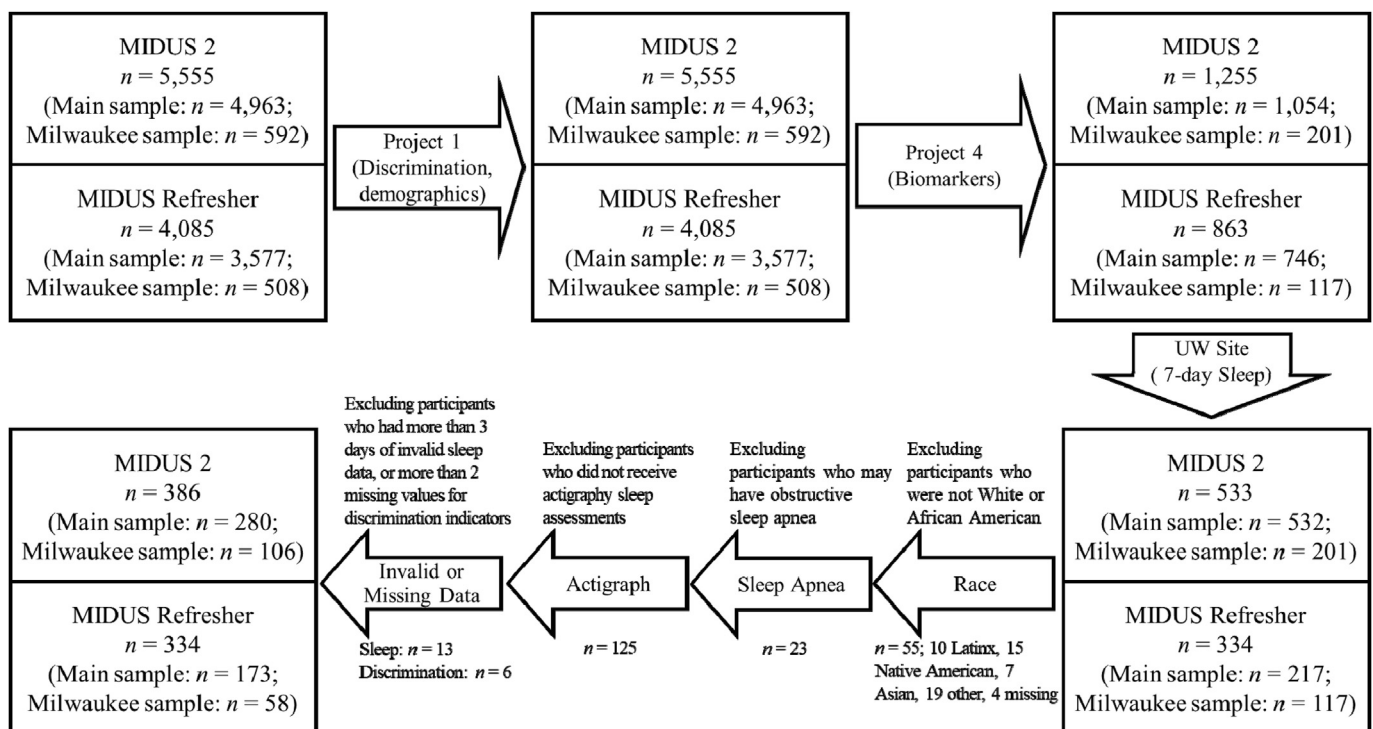 MIDUS 2
n = 5,555
(Main sample: n = 4,963;
Milwaukee sample: n = 592)
MIDUS Refresher
n = 4,085
(Main sample: n = 3,577;
Milwaukee sample: n = 508)
Project 1
(Discrimination,
demographics)
MIDUS 2
n = 5,555
(Main sample: n = 4,963;
Milwaukee sample: n = 592)
MIDUS Refresher
n = 4,085
(Main sample: n = 3,577;
Milwaukee sample: n = 508)
Project 4
(Biomarkers)
MIDUS 2
n = 1,255
(Main sample: n = 1,054;
Milwaukee sample: n = 201)
MIDUS Refresher
n = 863
(Main sample: n = 746;
Milwaukee sample: n = 117)
UW Site
( 7-day Sleep)
MIDUS 2
n = 533
(Main sample: n = 532;
Milwaukee sample: n = 201)
MIDUS Refresher
n = 334
(Main sample: n = 217;
Milwaukee sample: n = 117)
Excluding
participants who
were not White or
African American
Race
n = 55; 10 Latinx, 15
Native American, 7
Asian, 19 other, 4 missing
Excluding
participants who may
have obstructive
sleep apnea
Sleep Apnea
n = 23
Excluding participants
who did not receive
actigraphy sleep
assessments
Actigraph
n = 125
Excluding participants
who had more than 3
days of invalid sleep
data, or more than 2
missing values for
discrimination indicators
Invalid or
Missing Data
Sleep: n = 13
Discrimination: n = 6
MIDUS 2
n = 386
(Main sample: n = 280;
Milwaukee sample: n = 106)
MIDUS Refresher
n = 334
(Main sample: n = 173;
Milwaukee sample: n = 58)